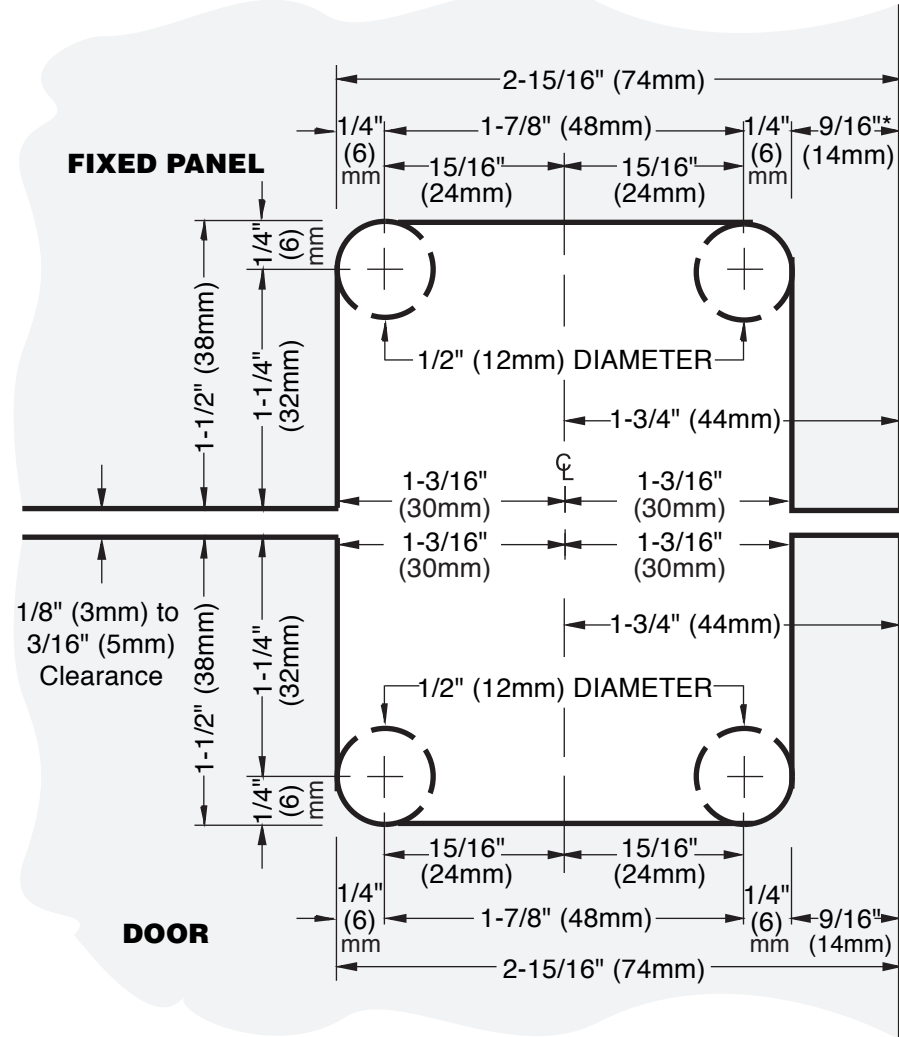 2-15/16" (74mm)
1/4"
(6)
mm
1-7/8" (48mm)
1/4"
(6)
mm
9/16"*
(14mm)
FIXED PANEL
15/16"
(24mm)
15/16"
(24mm)
1/4"
(6)
mm
1-1/2" (38mm)
1-1/4"
(32mm)
1/2" (12mm) DIAMETER
1-3/4" (44mm)
CL
1-3/16"
(30mm)
1-3/16"
(30mm)
1-3/16"
(30mm)
1-3/16"
(30mm)
1/8" (3mm) to
3/16" (5mm)
Clearance
1-1/2" (38mm)
1-1/4"
(32mm)
1-3/4" (44mm)
1/2" (12mm) DIAMETER
1/4"
(6)
mm
15/16"
(24mm)
15/16"
(24mm)
DOOR
1/4"
(6)
mm
1-7/8" (48mm)
1/4"
(6)
mm
9/16"
(14mm)
2-15/16" (74mm)